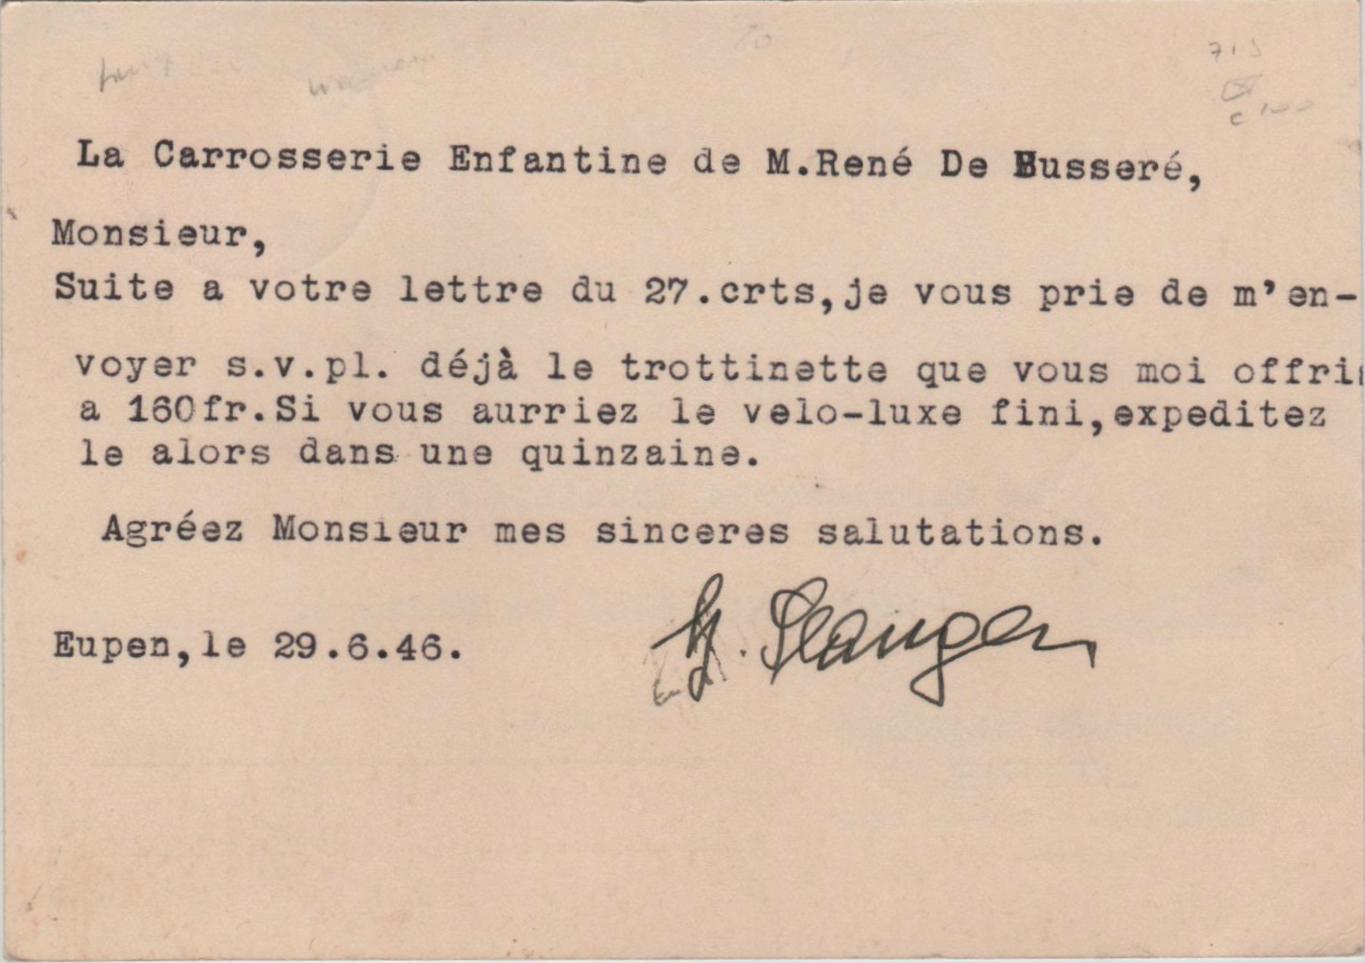 715
c 100
La Carrosserie Enfantine de M.René De Busseré,
Monsieur,
Suite a votre lettre du 27.crts,je vous prie de m'en-
voyer s.v.pl. déjà le trottinette que vous moi offri
a 160fr.Si vous aurriez le velo-luxe fini,expeditez
le alors dans une quinzaine.
Agréez Monsieur mes sinceres salutations.
Eupen,le 29.6.46.